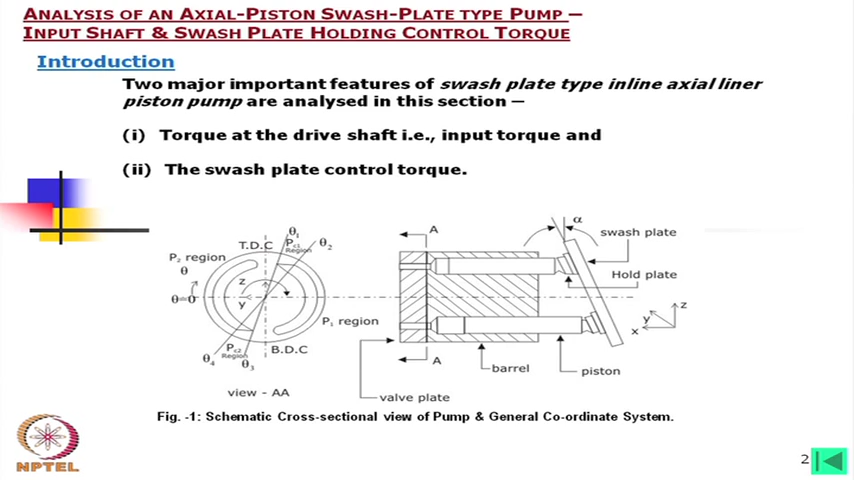 ANALYSIS OF AN AXIAL-PISTON SWASH-PLATE TYPE PUMP –
INPUT SHAFT & SWASH PLATE HOLDING CONTROL TORQUE
Introduction
Two major important features of swash plate type inline axial liner
piston pump are analysed in this section –
(i) Torque at the drive shaft i.e., input torque and
(ii) The swash plate control torque.
θ₁
T.D.C
Pc1
Region
θ₂
P₂ region
θ
θ=0
z
y
P₁ region
Pc2
Region
B.D.C
θ₄
θ₃
view - AA
A
α
swash plate
Hold plate
z
y
x
A
barrel
piston
valve plate
Fig. -1: Schematic Cross-sectional view of Pump & General Co-ordinate System.
NPTEL
2